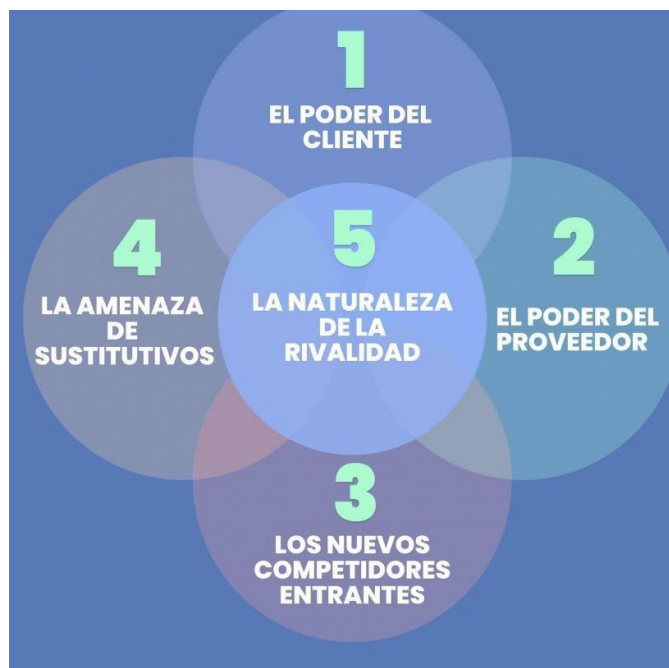 1
EL PODER DEL
CLIENTE
4
LA AMENAZA
DE
SUSTITUTIVOS
5
LA NATURALEZA
DE LA
RIVALIDAD
2
EL PODER DEL
PROVEEDOR
3
LOS NUEVOS
COMPETIDORES
ENTRANTES